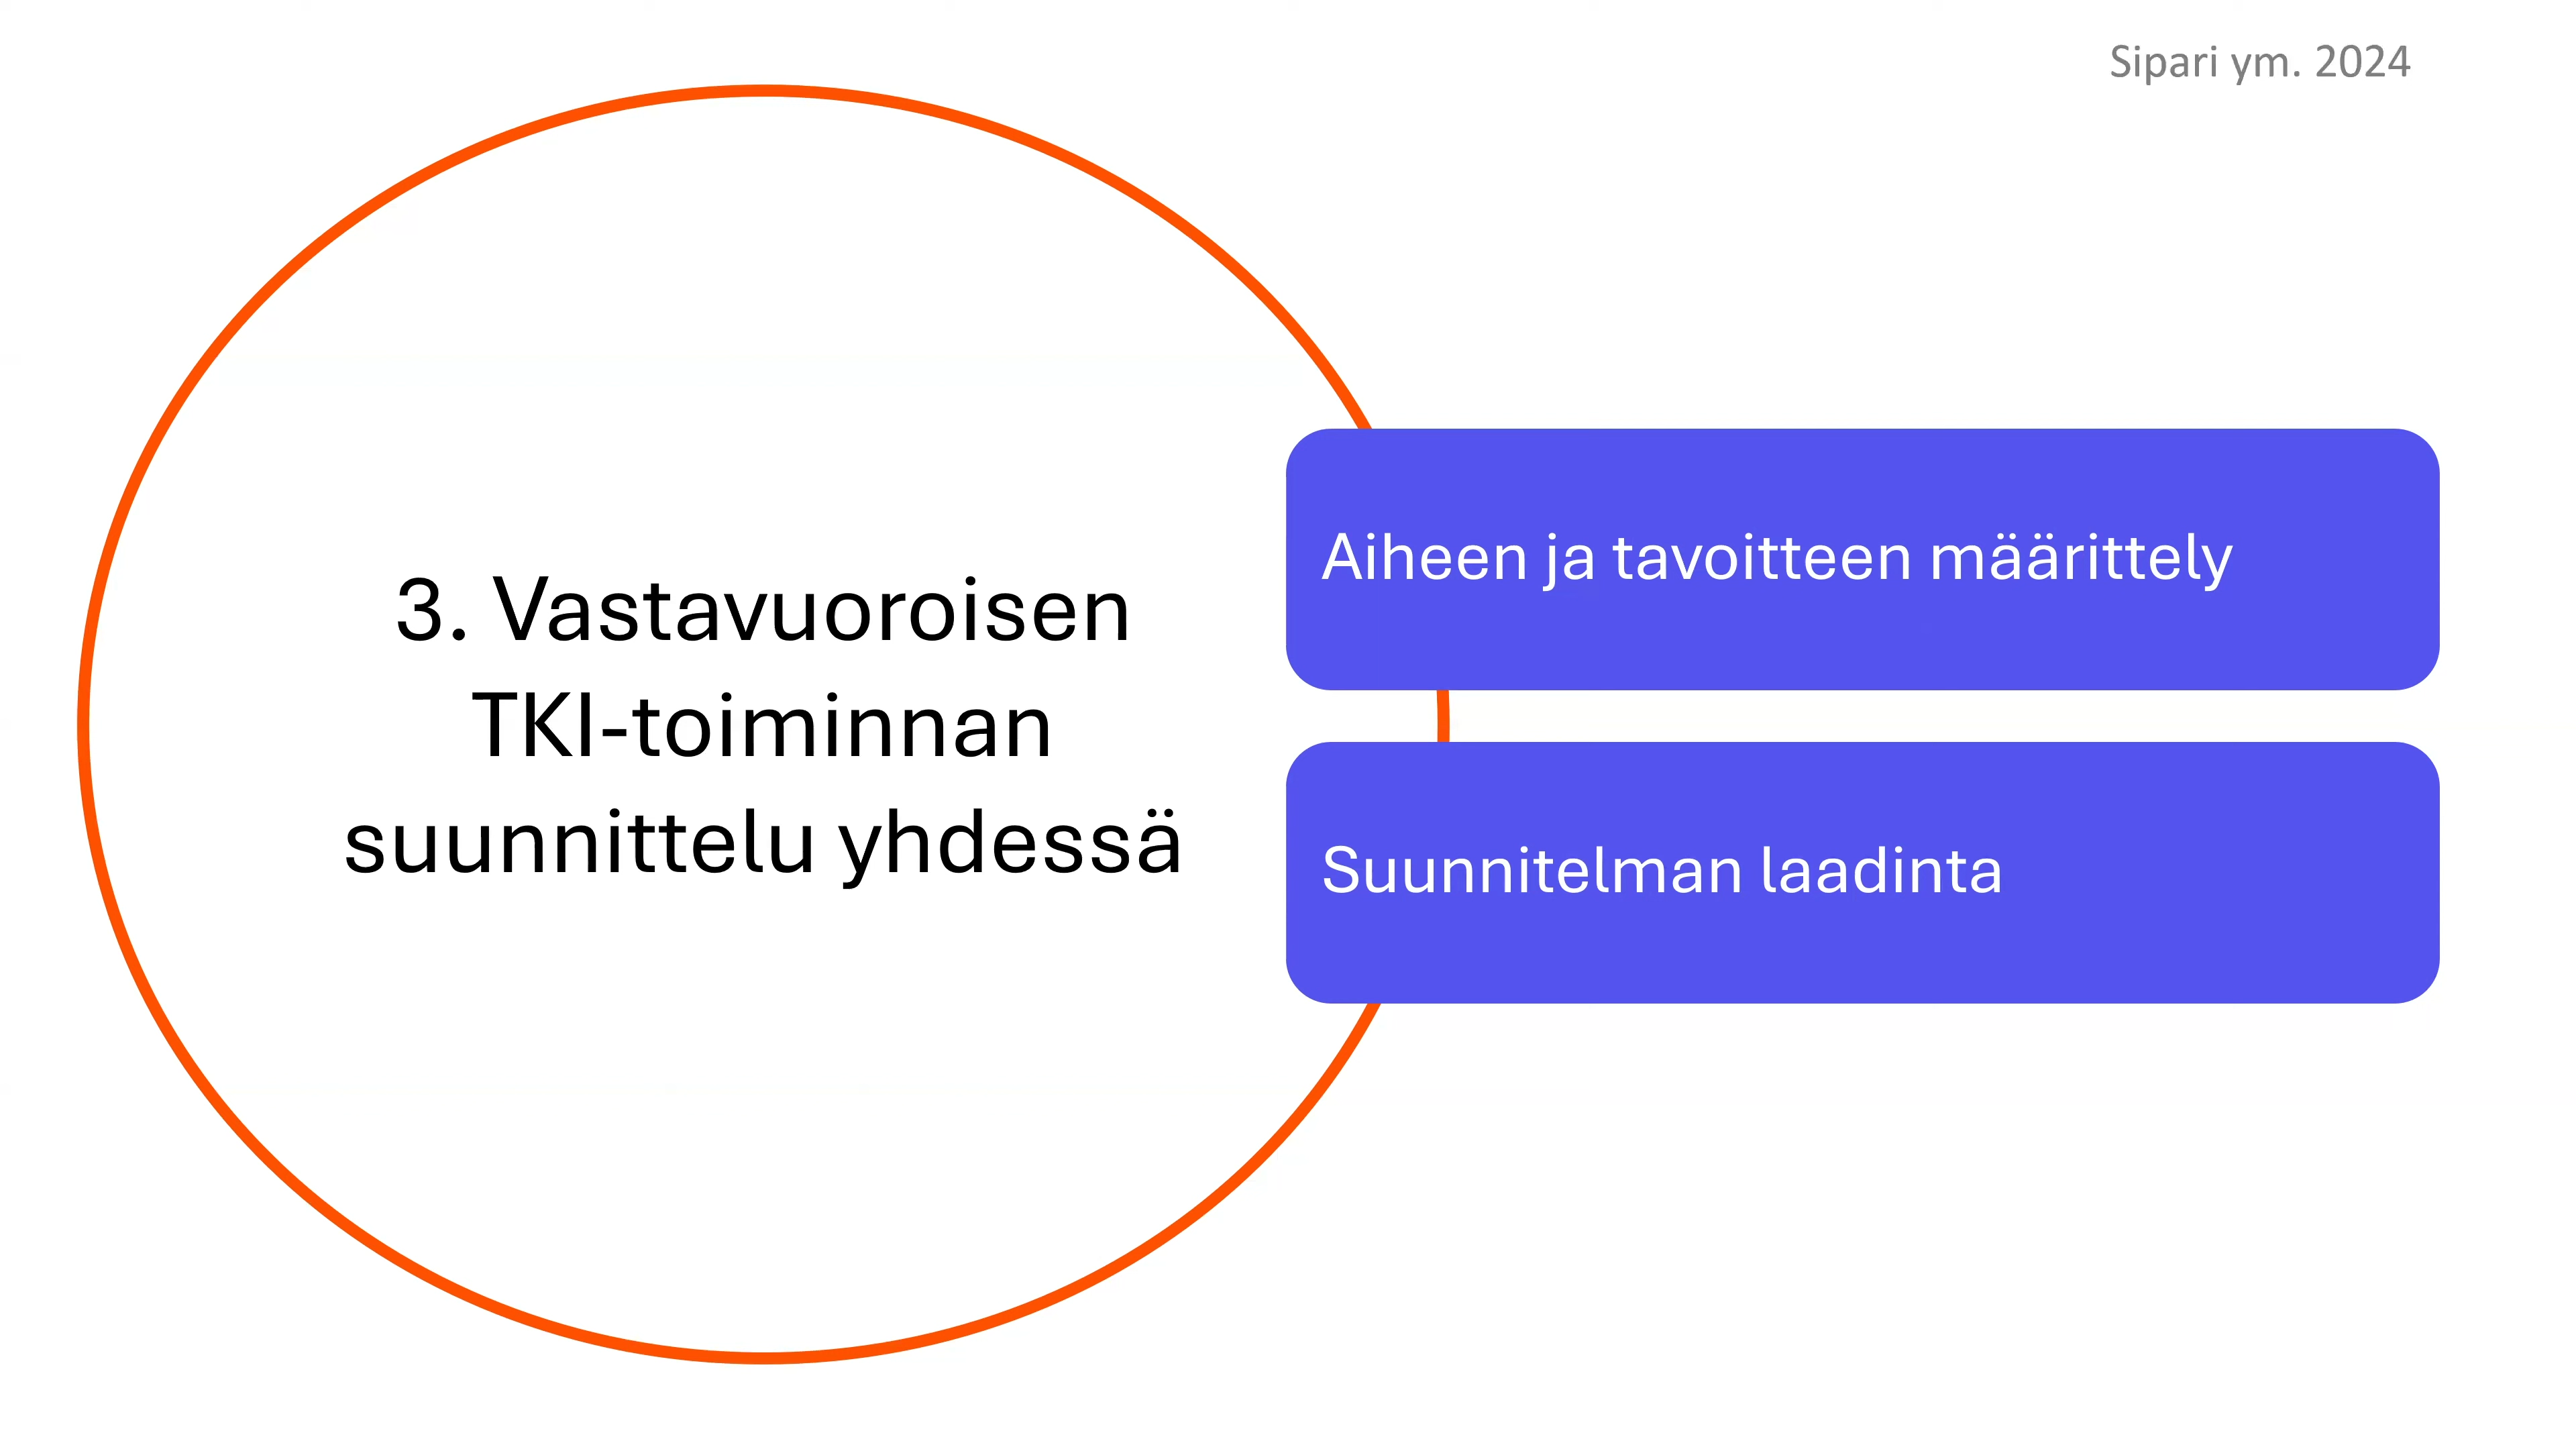 Sipari ym. 2024
3. Vastavuoroisen
TKI-toiminnan
suunnittelu yhdessä
Aiheen ja tavoitteen määrittely
Suunnitelman laadinta